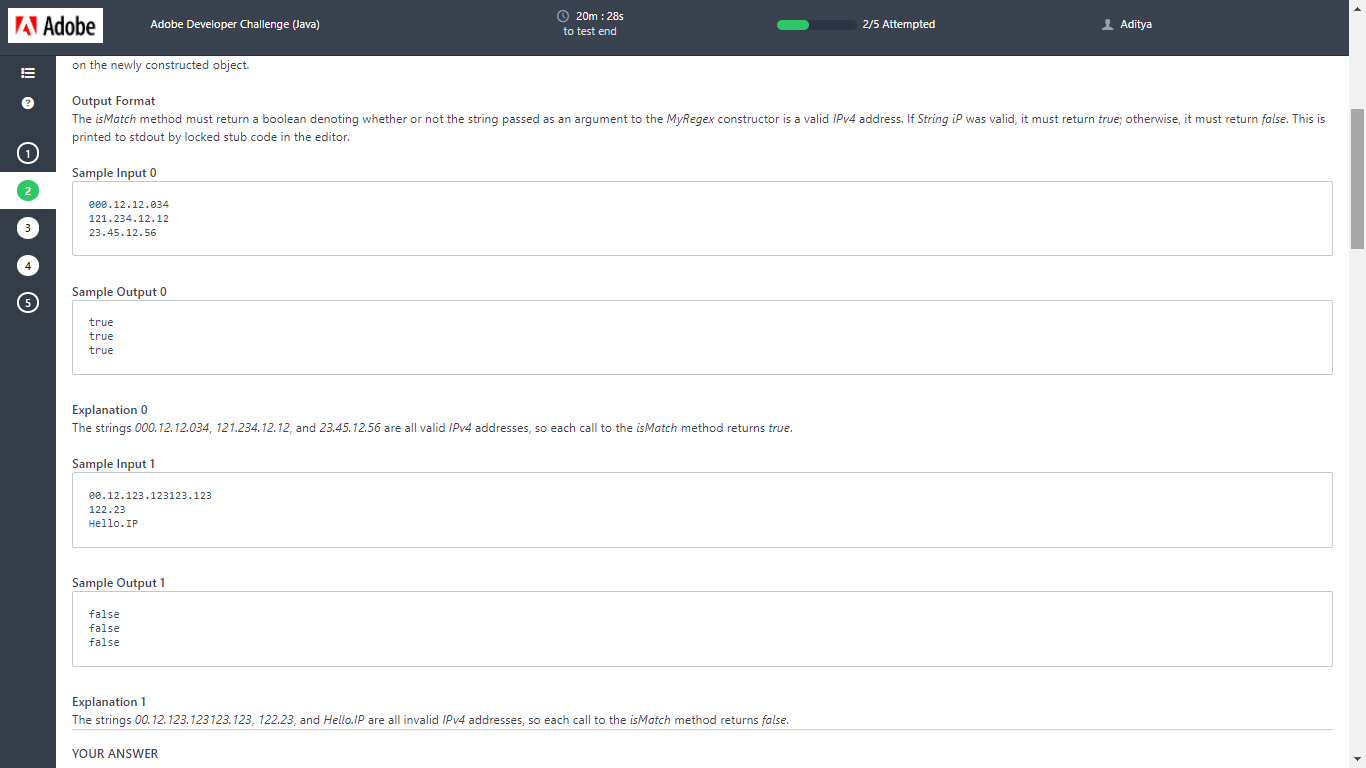 Adobe
Adobe Developer Challenge (Java)
20m : 28s
to test end
2/5 Attempted
Aditya
?
1
2
3
4
5
on the newly constructed object.
Output Format
The isMatch method must return a boolean denoting whether or not the string passed as an argument to the MyRegex constructor is a valid IPv4 address. If String iP was valid, it must return true; otherwise, it must return false. This is
printed to stdout by locked stub code in the editor.
Sample Input 0
000.12.12.034
121.234.12.12
23.45.12.56
Sample Output 0
true
true
true
Explanation 0
The strings 000.12.12.034, 121.234.12.12, and 23.45.12.56 are all valid IPv4 addresses, so each call to the isMatch method returns true.
Sample Input 1
00.12.123.123123.123
122.23
Hello.IP
Sample Output 1
false
false
false
Explanation 1
The strings 00.12.123.123123.123, 122.23, and Hello.IP are all invalid IPv4 addresses, so each call to the isMatch method returns false.
YOUR ANSWER